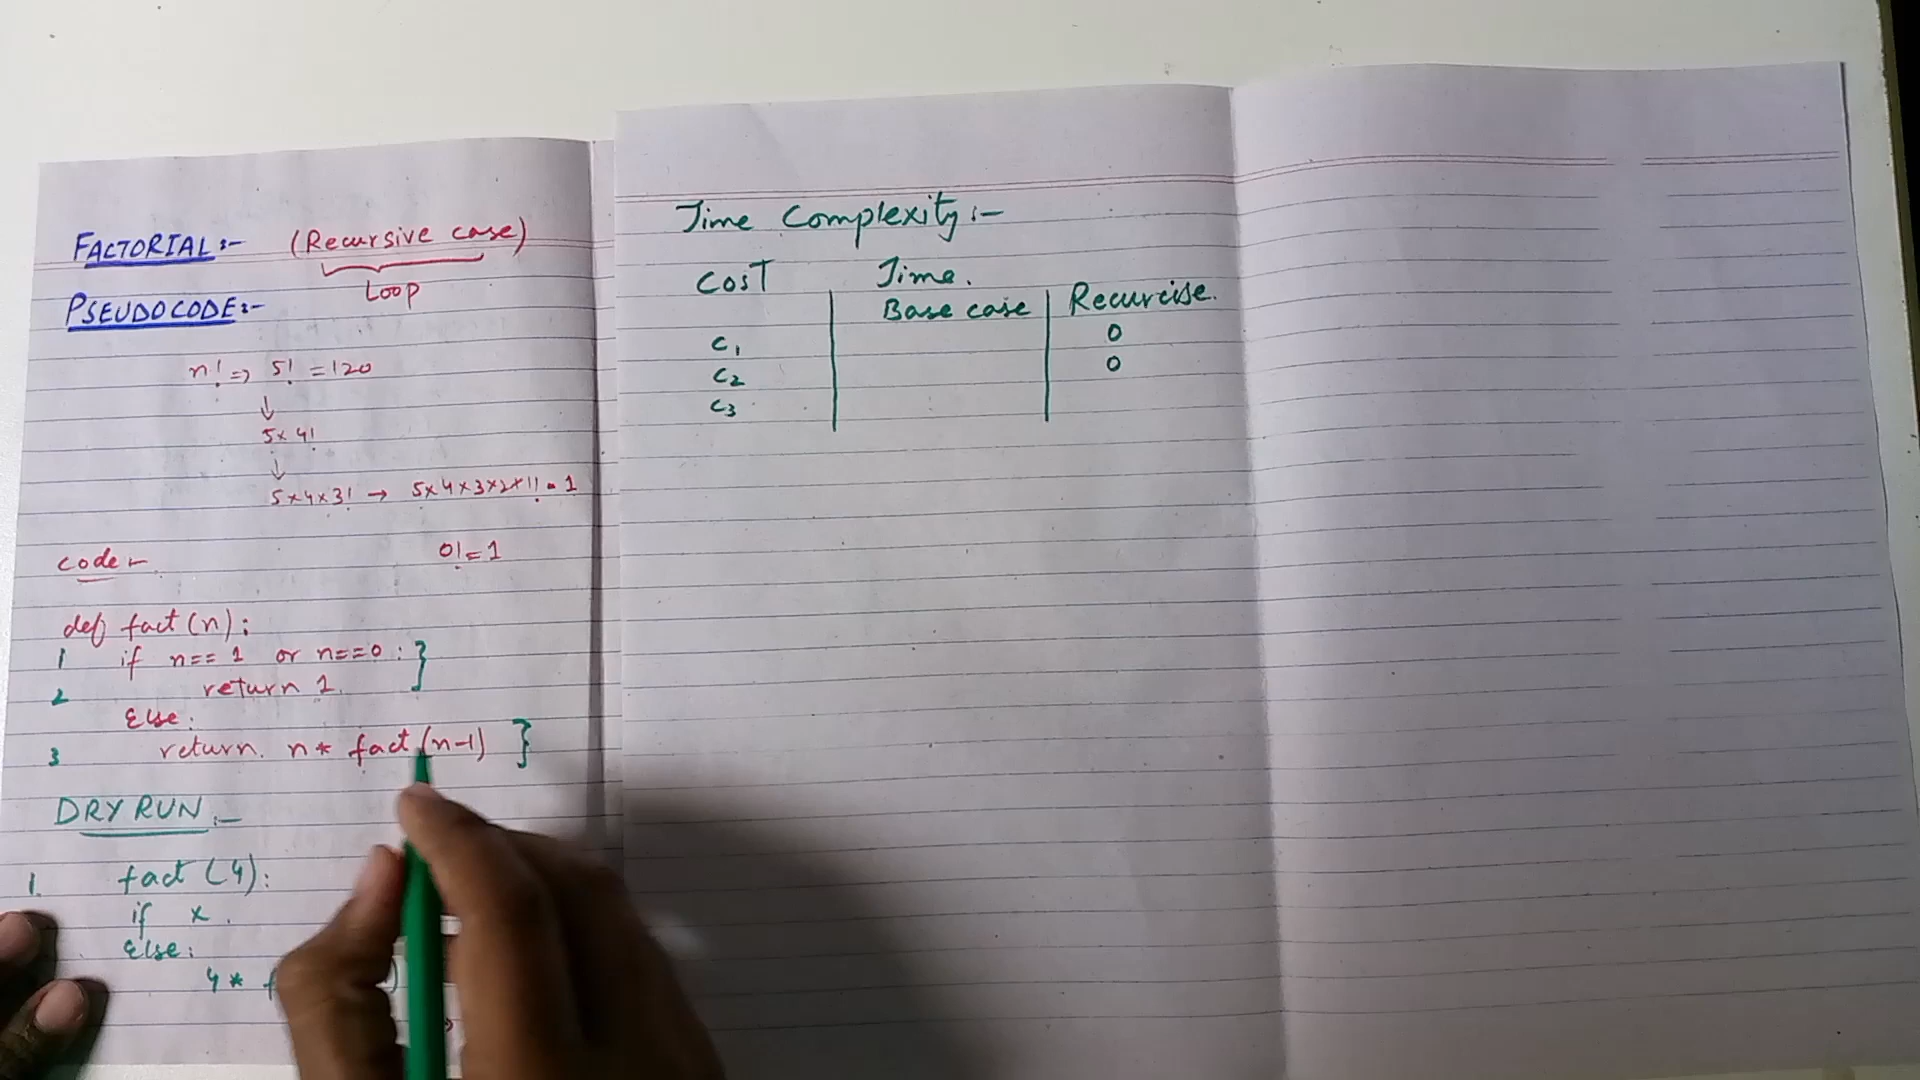 FACTORIAL:- (Recursive case)
Loop
PSEUDOCODE:-
n! => 5! = 120
↓
5x 4!
↓
5x4x3! → 5x4x3x2x1! = 1
code:-
0! = 1
def fact(n):
1 if n== 1 or n==0 : }
2 return 1.
Else:
3 return. n* fact(n-1) }
DRY RUN :-
1. fact (4):
if x .
Else:
4 *
Time Complexity:-
COST Time.
Base case Recurcise.
C1 0
C2 0
C3